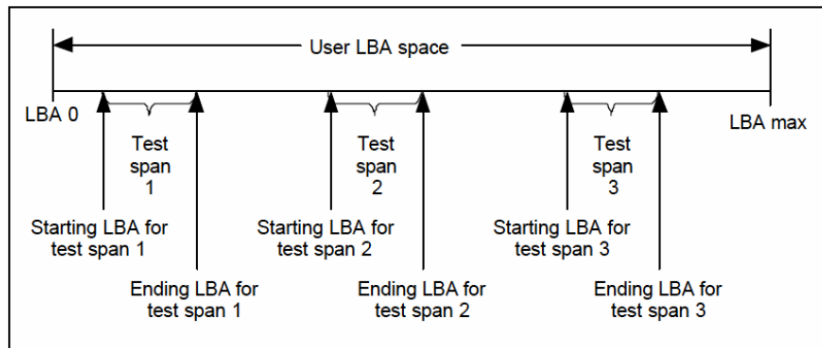 User LBA space
LBA 0
LBA max
Test
span
1
Test
span
2
Test
span
3
Starting LBA for
test span 1
Starting LBA for
test span 2
Starting LBA for
test span 3
Ending LBA for
test span 1
Ending LBA for
test span 2
Ending LBA for
test span 3